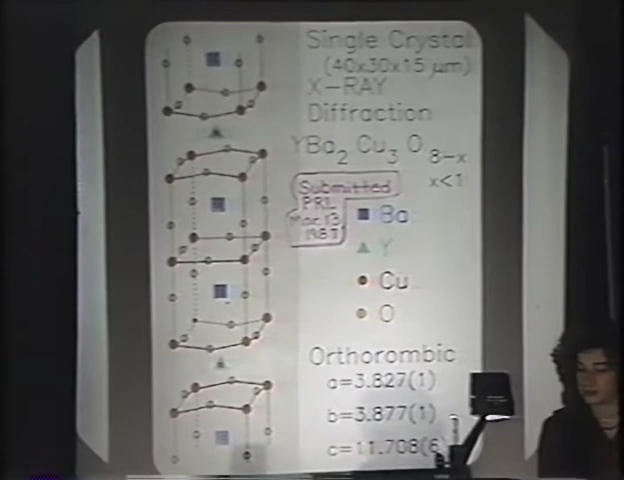 Single Crystal
(40x30x15 µm)
X-RAY
Diffraction
YBa2 Cu3 O8-x
x<1
Submitted
PRL
Mar.13
1987
Ba
Y
Cu
O
Orthorombic
a=3.827(1)
b=3.877(1)
c=11.708(6)